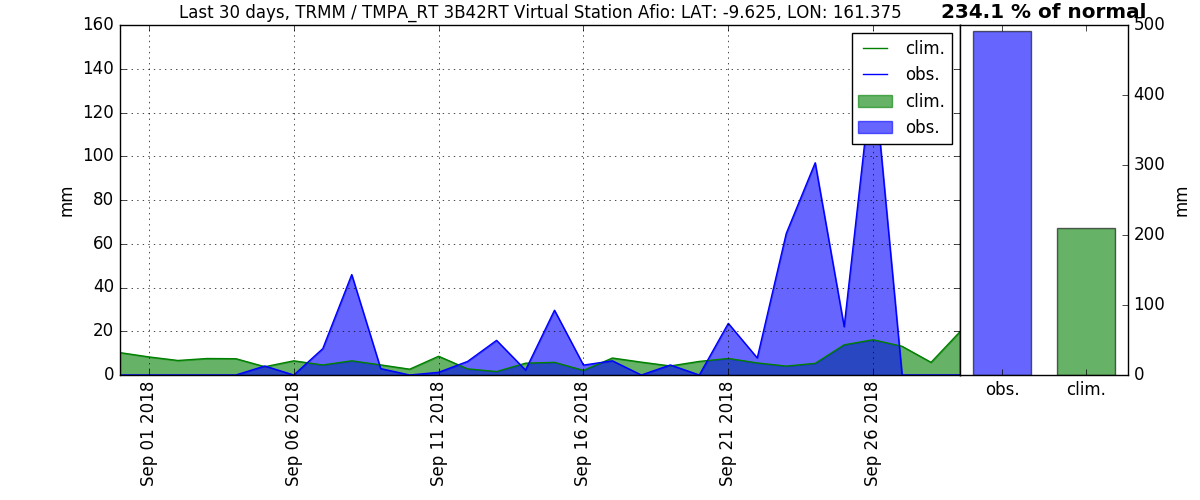 Last 30 days, TRMM / TMPA_RT 3B42RT Virtual Station Afio: LAT: -9.625, LON: 161.375
234.1 % of normal
160
140
120
100
80
60
40
20
0
mm
clim.
obs.
clim.
obs.
Sep 01 2018
Sep 06 2018
Sep 11 2018
Sep 16 2018
Sep 21 2018
Sep 26 2018
500
400
300
200
100
0
mm
obs.
clim.